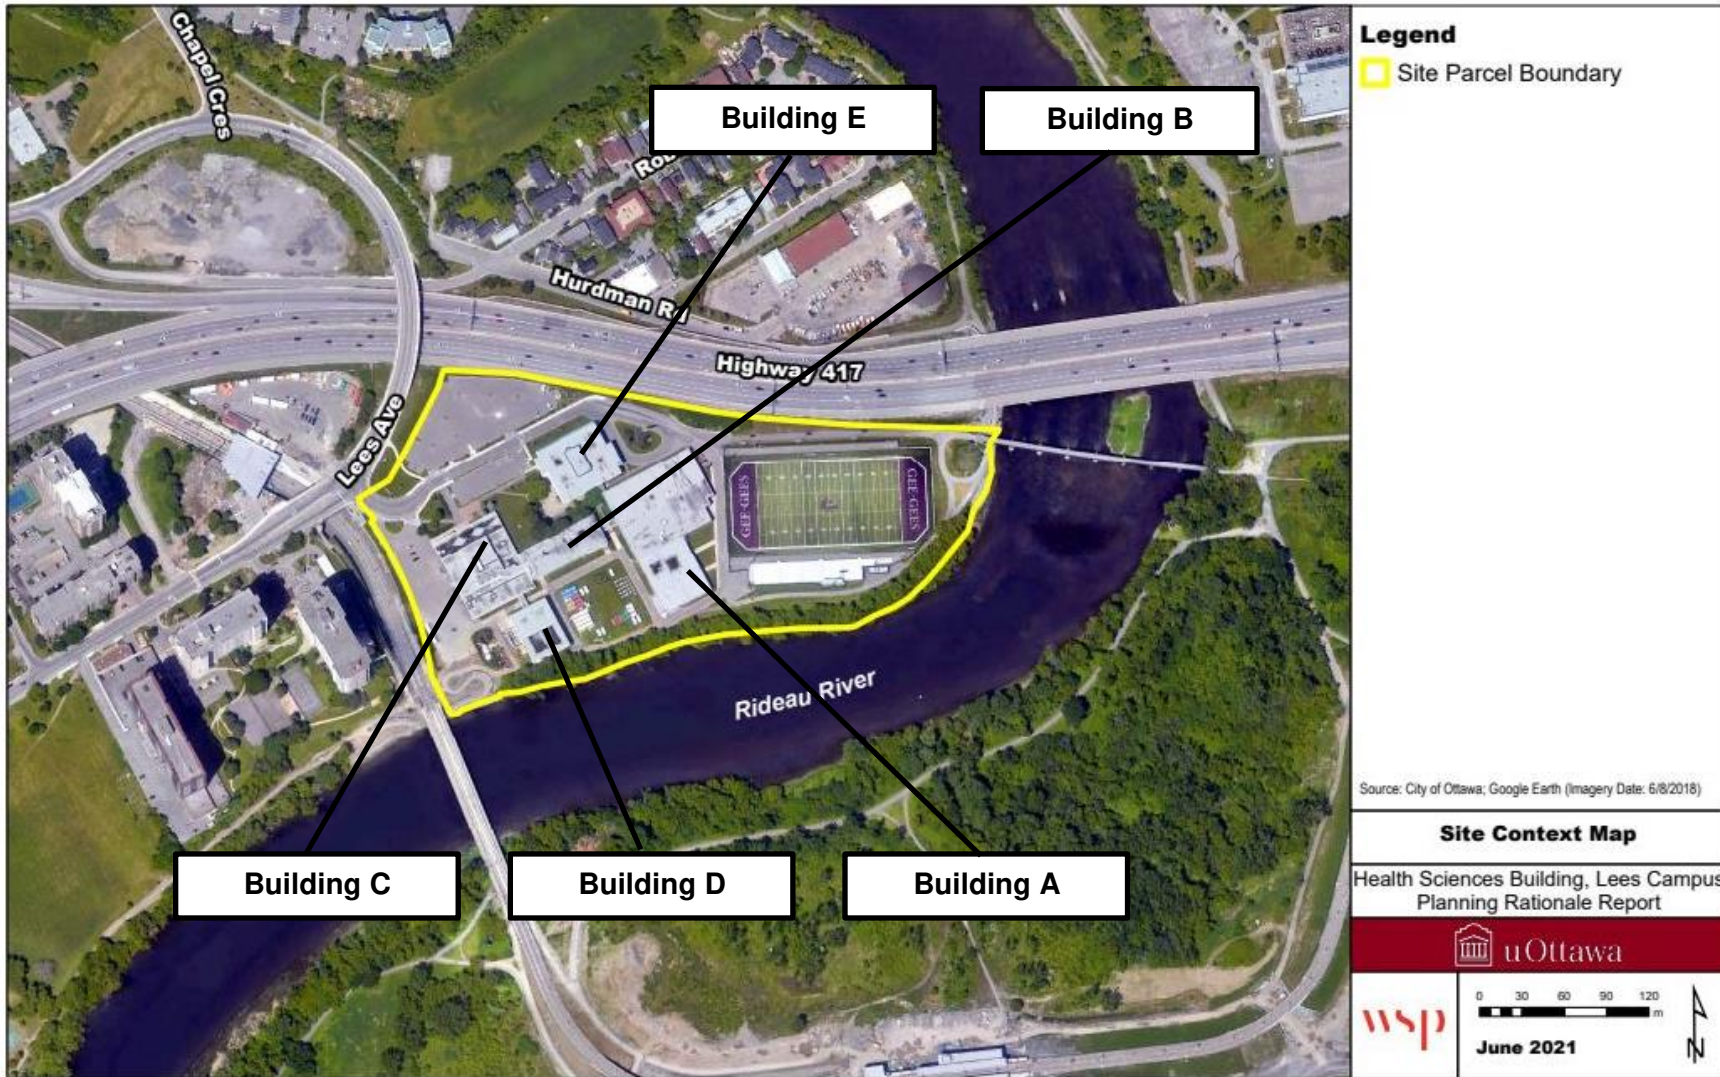 Chapel Cres
Building E
Building B
Hurdman Rd
Highway 417
Lees Ave
GEE-GEES
GEE-GEES
Rideau River
Building C
Building D
Building A
Legend
Site Parcel Boundary
Source: City of Ottawa; Google Earth (Imagery Date: 6/8/2018)
Site Context Map
Health Sciences Building, Lees Campus
Planning Rationale Report
uOttawa
wsp
0 30 60 90 120
m
June 2021
N